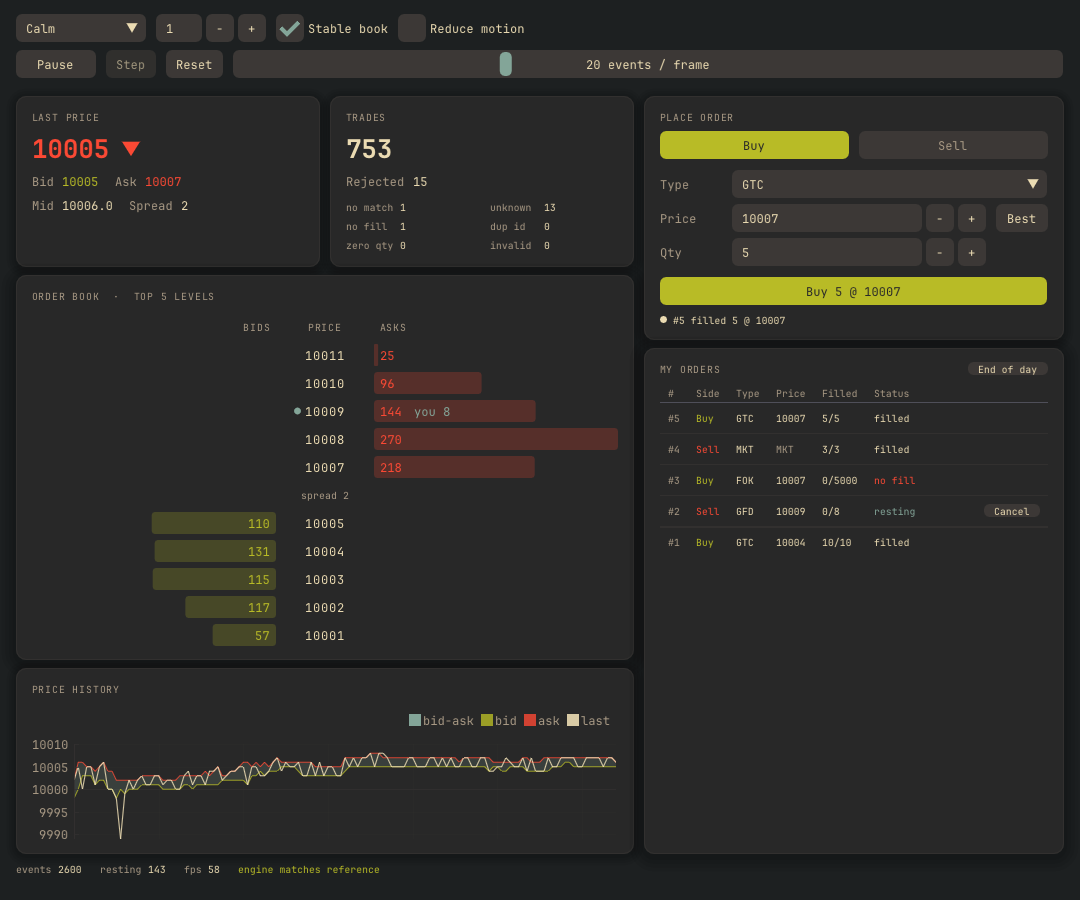 Calm 1 - + Stable book Reduce motion
Pause Step Reset 20 events / frame
LAST PRICE
10005
Bid 10005 Ask 10007
Mid 10006.0 Spread 2
TRADES
753
Rejected 15
no match 1 unknown 13
no fill 1 dup id 0
zero qty 0 invalid 0
ORDER BOOK · TOP 5 LEVELS
BIDS PRICE ASKS
10011 25
10010 96
10009 144 you 8
10008 270
10007 218
spread 2
110 10005
131 10004
115 10003
117 10002
57 10001
PRICE HISTORY
bid-ask bid ask last
10010
10005
10000
9995
9990
PLACE ORDER
Buy Sell
Type GTC
Price 10007 - + Best
Qty 5 - +
Buy 5 @ 10007
#5 filled 5 @ 10007
MY ORDERS End of day
# Side Type Price Filled Status
#5 Buy GTC 10007 5/5 filled
#4 Sell MKT MKT 3/3 filled
#3 Buy FOK 10007 0/5000 no fill
#2 Sell GFD 10009 0/8 resting Cancel
#1 Buy GTC 10004 10/10 filled
events 2600 resting 143 fps 58 engine matches reference